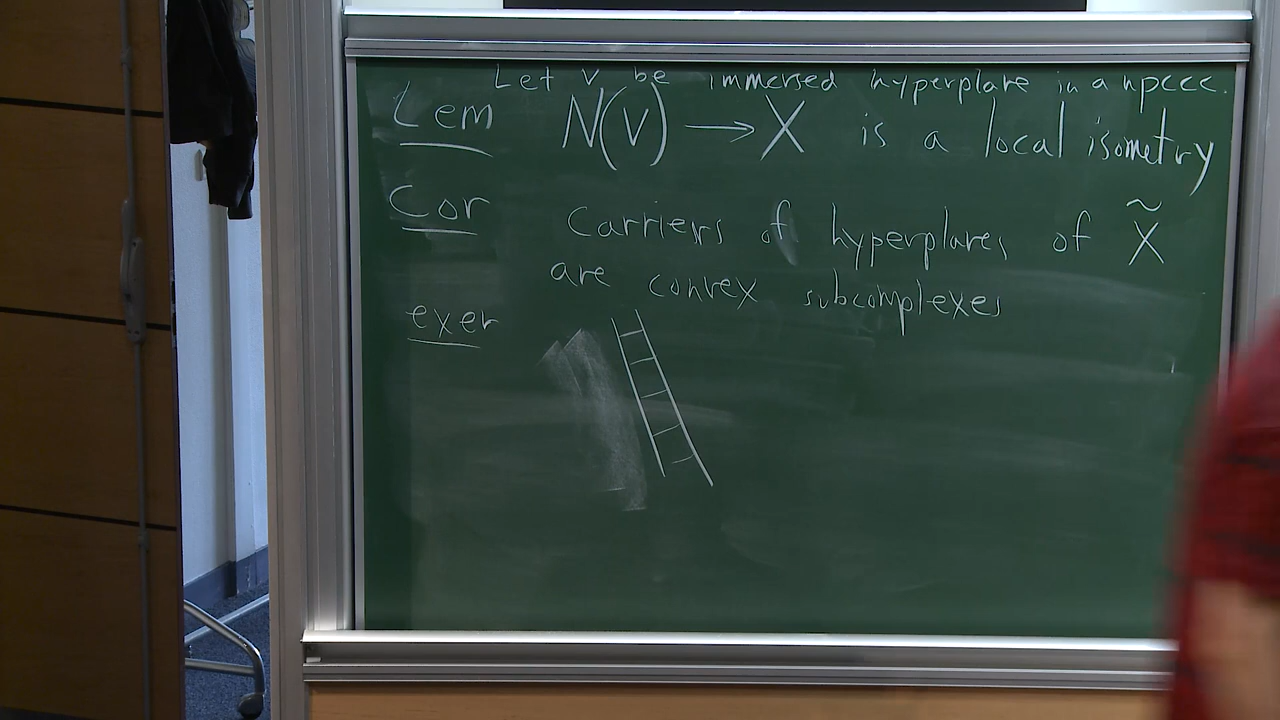 Let v be immersed hyperplane in a npccc.
Lem N(v) → X is a local isometry
Cor Carriers of hyperplanes of X̃
are convex subcomplexes
exer